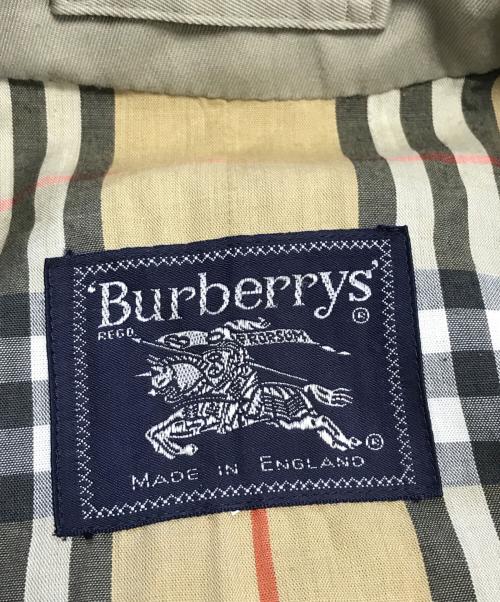 'Burberrys'
®
REGD.
PRORSUM
®
MADE IN ENGLAND